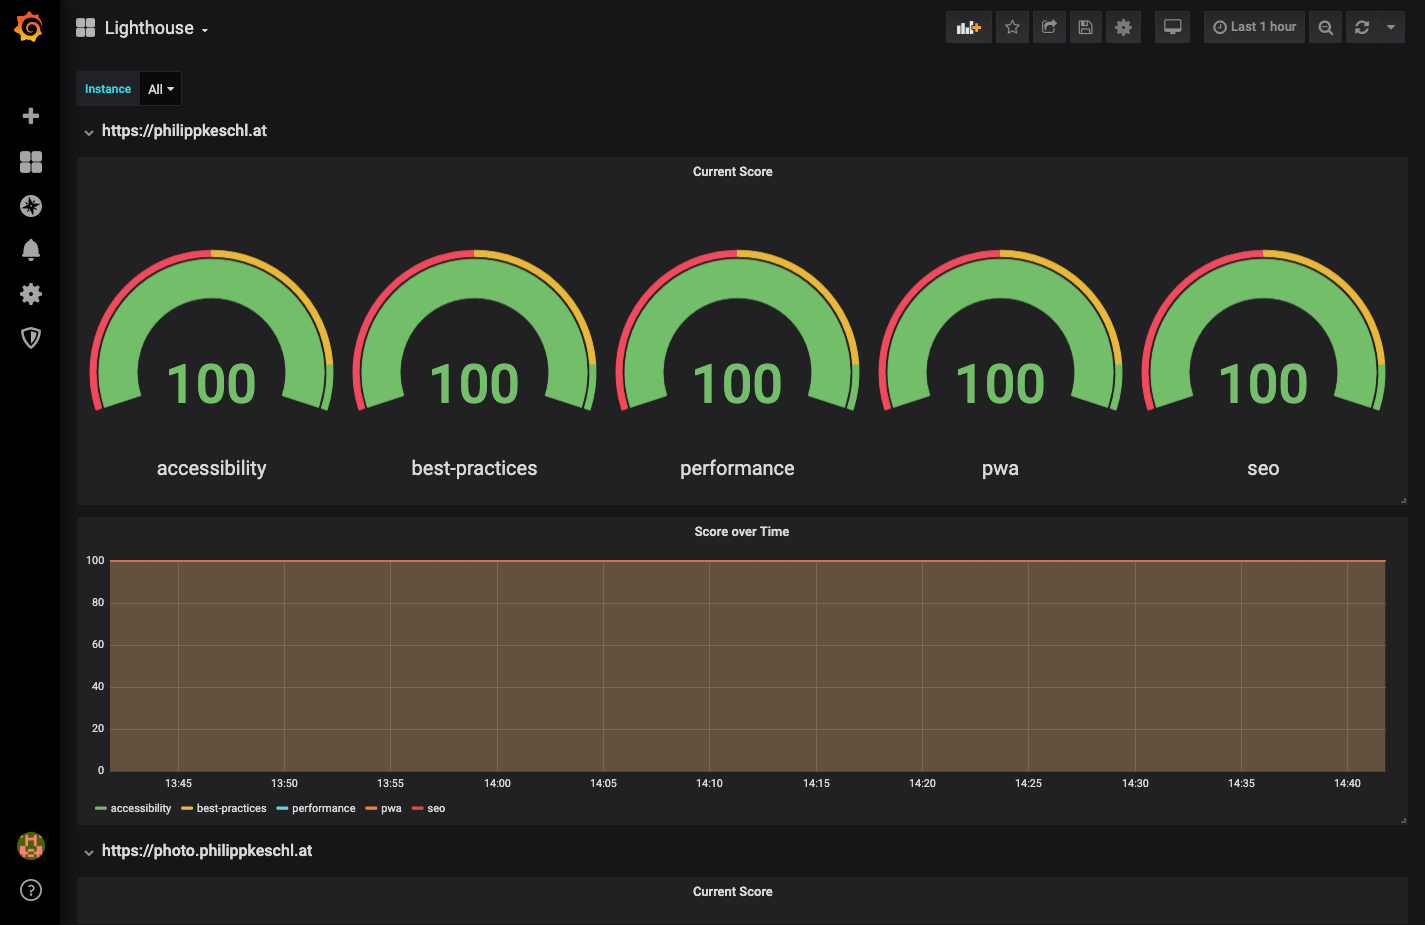 Lighthouse
Last 1 hour
Instance All
https://philippkeschl.at
Current Score
100 100 100 100 100
accessibility best-practices performance pwa seo
Score over Time
100
80
60
40
20
0
13:45 13:50 13:55 14:00 14:05 14:10 14:15 14:20 14:25 14:30 14:35 14:40
accessibility best-practices performance pwa seo
https://photo.philippkeschl.at
Current Score